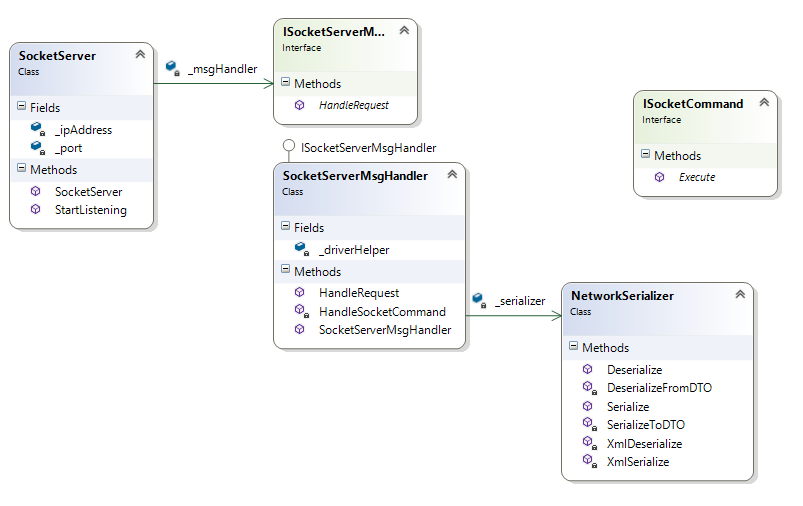 SocketServer
Class
Fields
_ipAddress
_port
Methods
SocketServer
StartListening
_msgHandler
ISocketServerM...
Interface
Methods
HandleRequest
ISocketCommand
Interface
Methods
Execute
ISocketServerMsgHandler
SocketServerMsgHandler
Class
Fields
_driverHelper
Methods
HandleRequest
HandleSocketCommand
SocketServerMsgHandler
_serializer
NetworkSerializer
Class
Methods
Deserialize
DeserializeFromDTO
Serialize
SerializeToDTO
XmlDeserialize
XmlSerialize